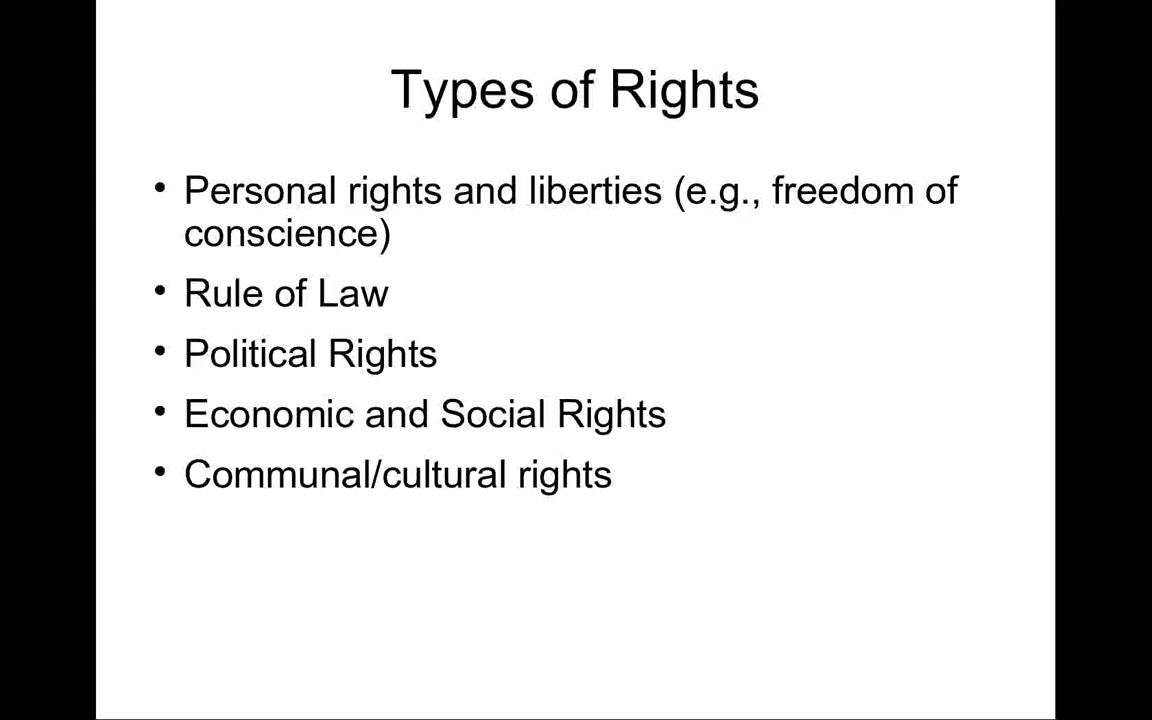 Types of Rights
• Personal rights and liberties (e.g., freedom of
conscience)
• Rule of Law
• Political Rights
• Economic and Social Rights
• Communal/cultural rights